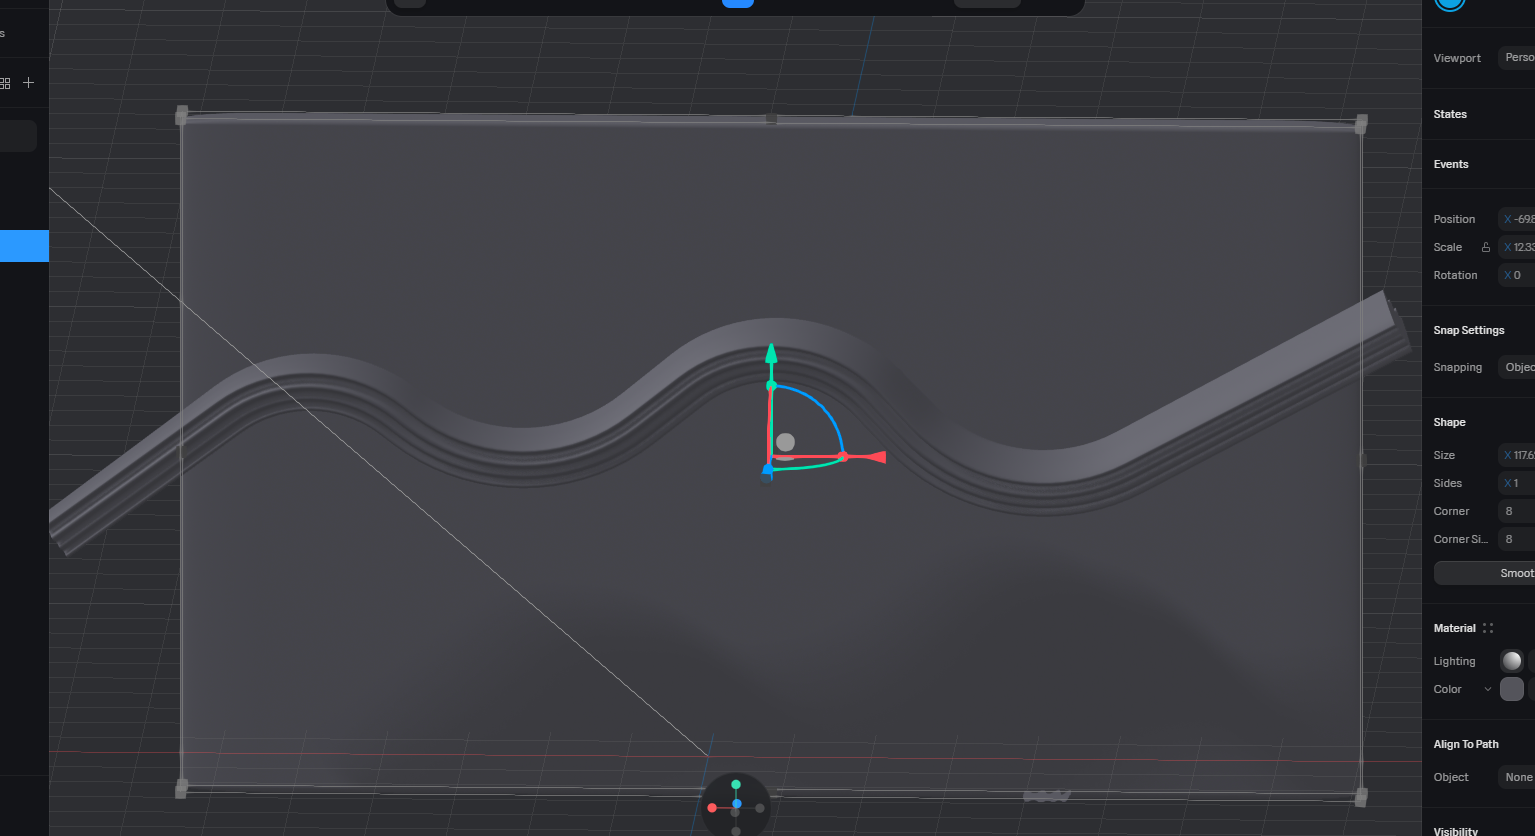 s
Viewport Perso
States
Events
Position X -69.8
Scale X 12.33
Rotation X 0
Snap Settings
Snapping Objec
Shape
Size X 117.6
Sides X 1
Corner 8
Corner Si... 8
Smoot
Material
Lighting
Color
Align To Path
Object None
Visibility